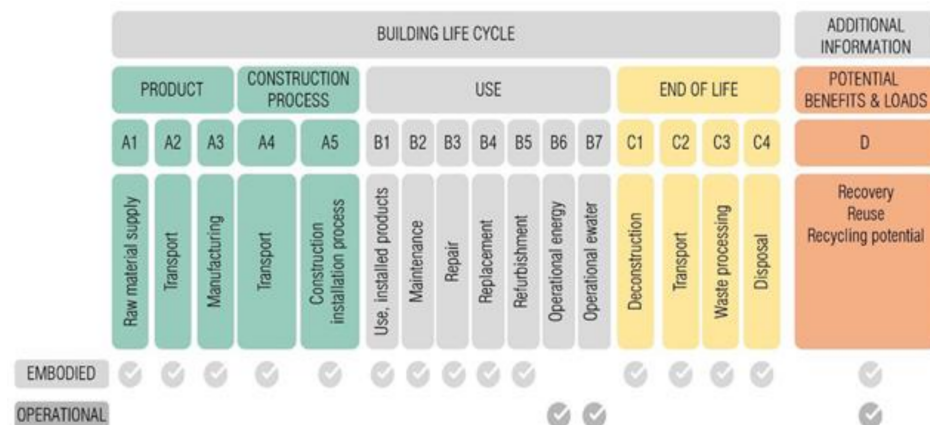 BUILDING LIFE CYCLE
ADDITIONAL
INFORMATION
PRODUCT
CONSTRUCTION
PROCESS
USE
END OF LIFE
POTENTIAL
BENEFITS & LOADS
A1
A2
A3
A4
A5
B1
B2
B3
B4
B5
B6
B7
C1
C2
C3
C4
D
Raw material supply
Transport
Manufacturing
Transport
Construction
installation process
Use, installed products
Maintenance
Repair
Replacement
Refurbishment
Operational energy
Operational ewater
Deconstruction
Transport
Waste processing
Disposal
Recovery
Reuse
Recycling potential
EMBODIED
OPERATIONAL